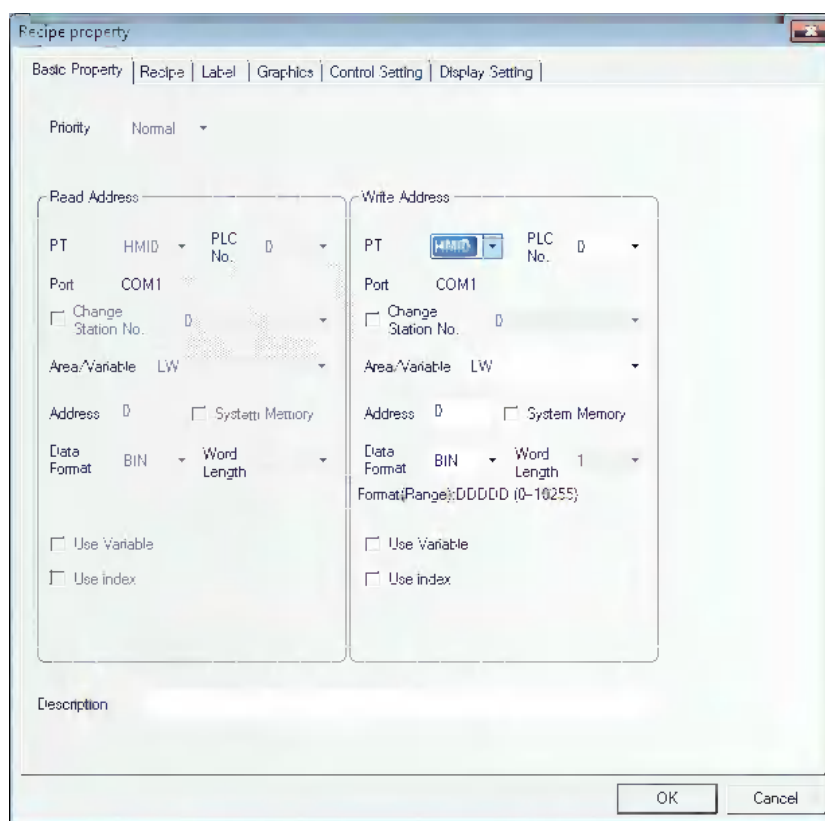 Recipe property
Basic Property | Recipe | Label | Graphics | Control Setting | Display Setting
Priority Normal
Read Address
PT HMI0 PLC No. 0
Port COM1
Change Station No. 0
Area/Variable LW
Address 0 System Memory
Data Format BIN Word Length
Use Variable
Use index
Write Address
PT HMI0 PLC No. 0
Port COM1
Change Station No. 0
Area/Variable LW
Address 0 System Memory
Data Format BIN Word Length 1
Format(Range):DDDDD (0~10255)
Use Variable
Use index
Description
OK Cancel